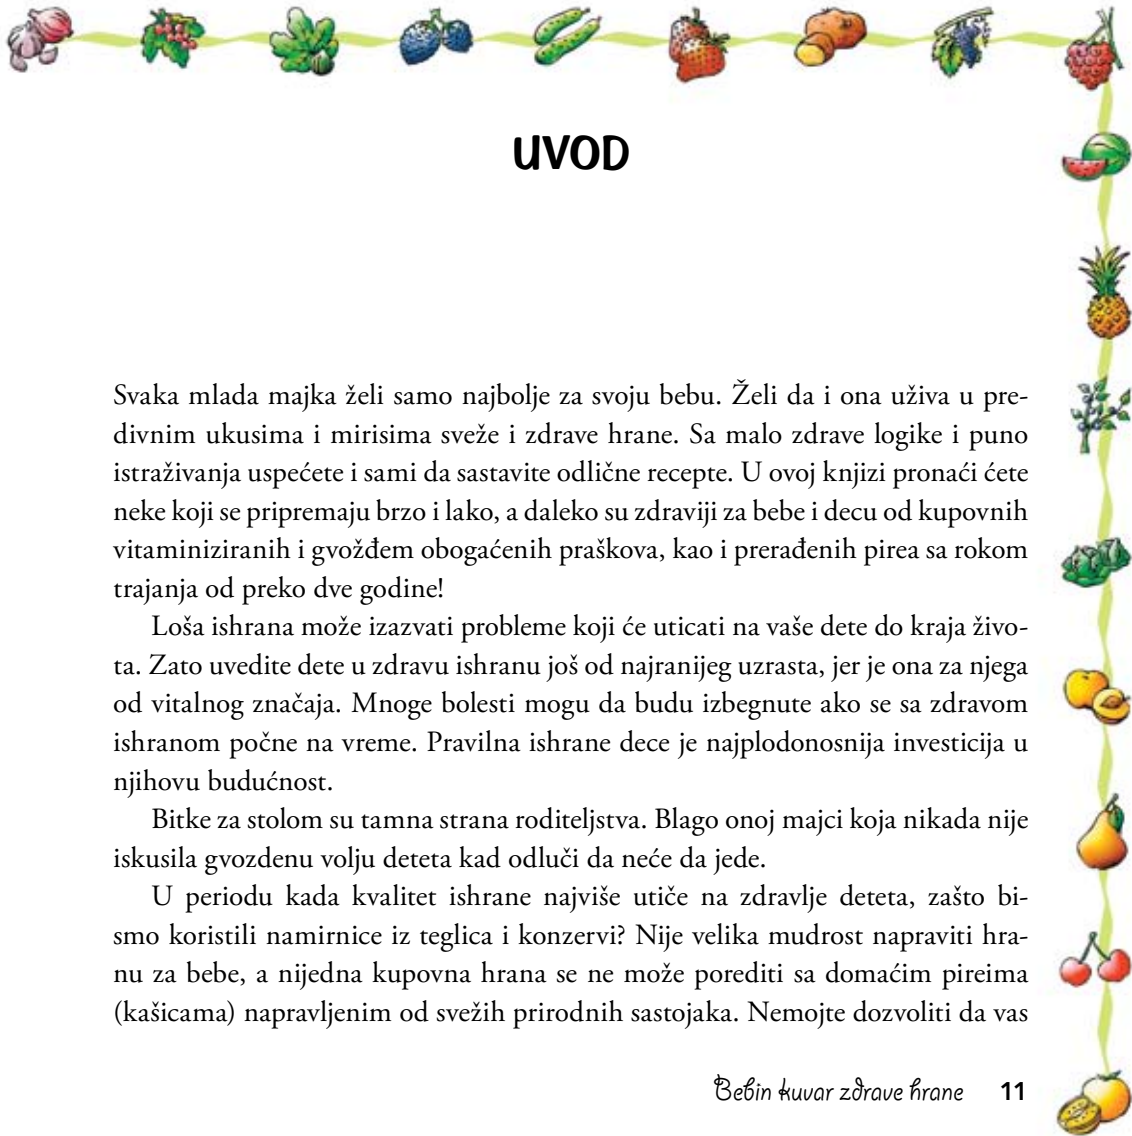 UVOD
Svaka mlada majka želi samo najbolje za svoju bebu. Želi da i ona uživa u pre-
divnim ukusima i mirisima sveže i zdrave hrane. Sa malo zdrave logike i puno
istraživanja uspećete i sami da sastavite odlične recepte. U ovoj knjizi pronaći ćete
neke koji se pripremaju brzo i lako, a daleko su zdraviji za bebe i decu od kupovnih
vitaminiziranih i gvožđem obogaćenih praškova, kao i prerađenih pirea sa rokom
trajanja od preko dve godine!
Loša ishrana može izazvati probleme koji će uticati na vaše dete do kraja živo-
ta. Zato uvedite dete u zdravu ishranu još od najranijeg uzrasta, jer je ona za njega
od vitalnog značaja. Mnoge bolesti mogu da budu izbegnute ako se sa zdravom
ishranom počne na vreme. Pravilna ishrane dece je najplodonosnija investicija u
njihovu budućnost.
Bitke za stolom su tamna strana roditeljstva. Blago onoj majci koja nikada nije
iskusila gvozdenu volju deteta kad odluči da neće da jede.
U periodu kada kvalitet ishrane najviše utiče na zdravlje deteta, zašto bi-
smo koristili namirnice iz teglica i konzervi? Nije velika mudrost napraviti hra-
nu za bebe, a nijedna kupovna hrana se ne može porediti sa domaćim pireima
(kašicama) napravljenim od svežih prirodnih sastojaka. Nemojte dozvoliti da vas
Bebin kuvar zdrave hrane 11